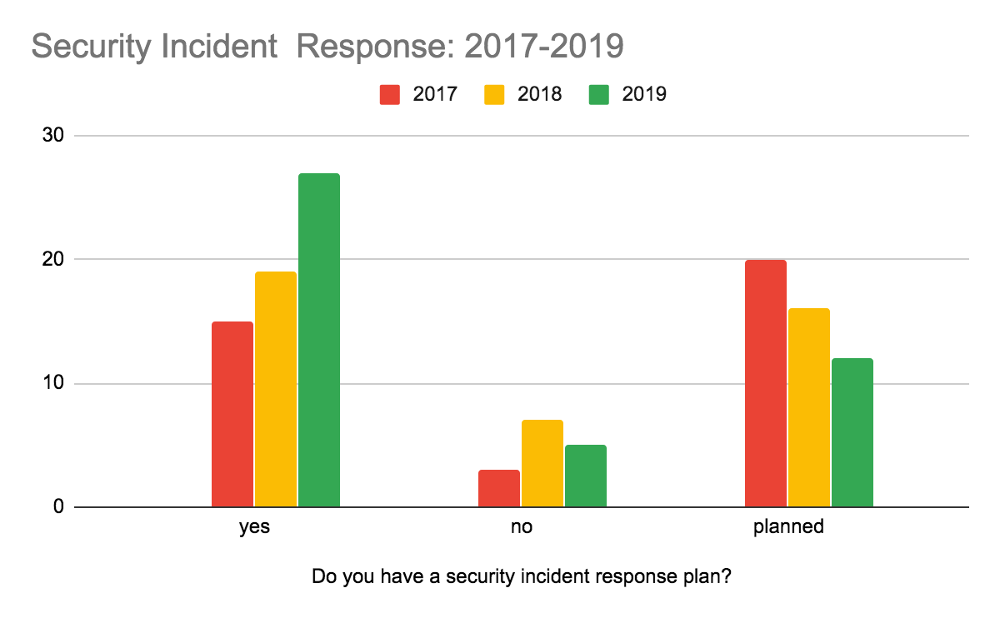 Security Incident  Response: 2017-2019
2017 2018 2019
30
20
10
0
yes no planned
Do you have a security incident response plan?